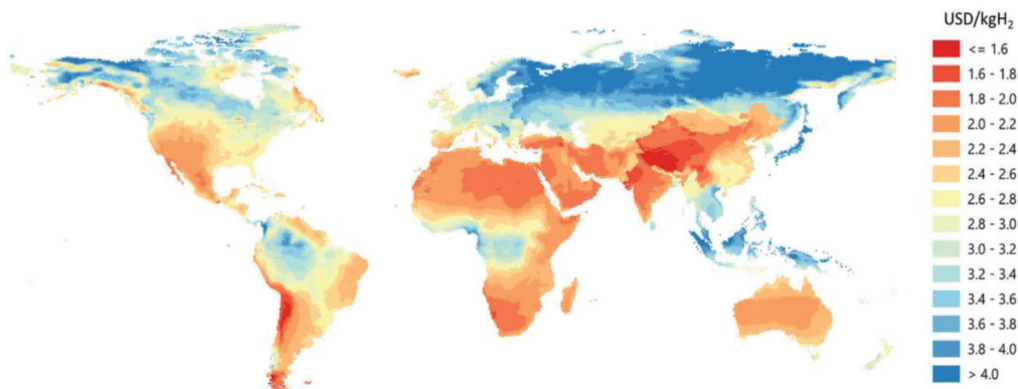 USD/kgH₂
<= 1.6
1.6 - 1.8
1.8 - 2.0
2.0 - 2.2
2.2 - 2.4
2.4 - 2.6
2.6 - 2.8
2.8 - 3.0
3.0 - 3.2
3.2 - 3.4
3.4 - 3.6
3.6 - 3.8
3.8 - 4.0
> 4.0